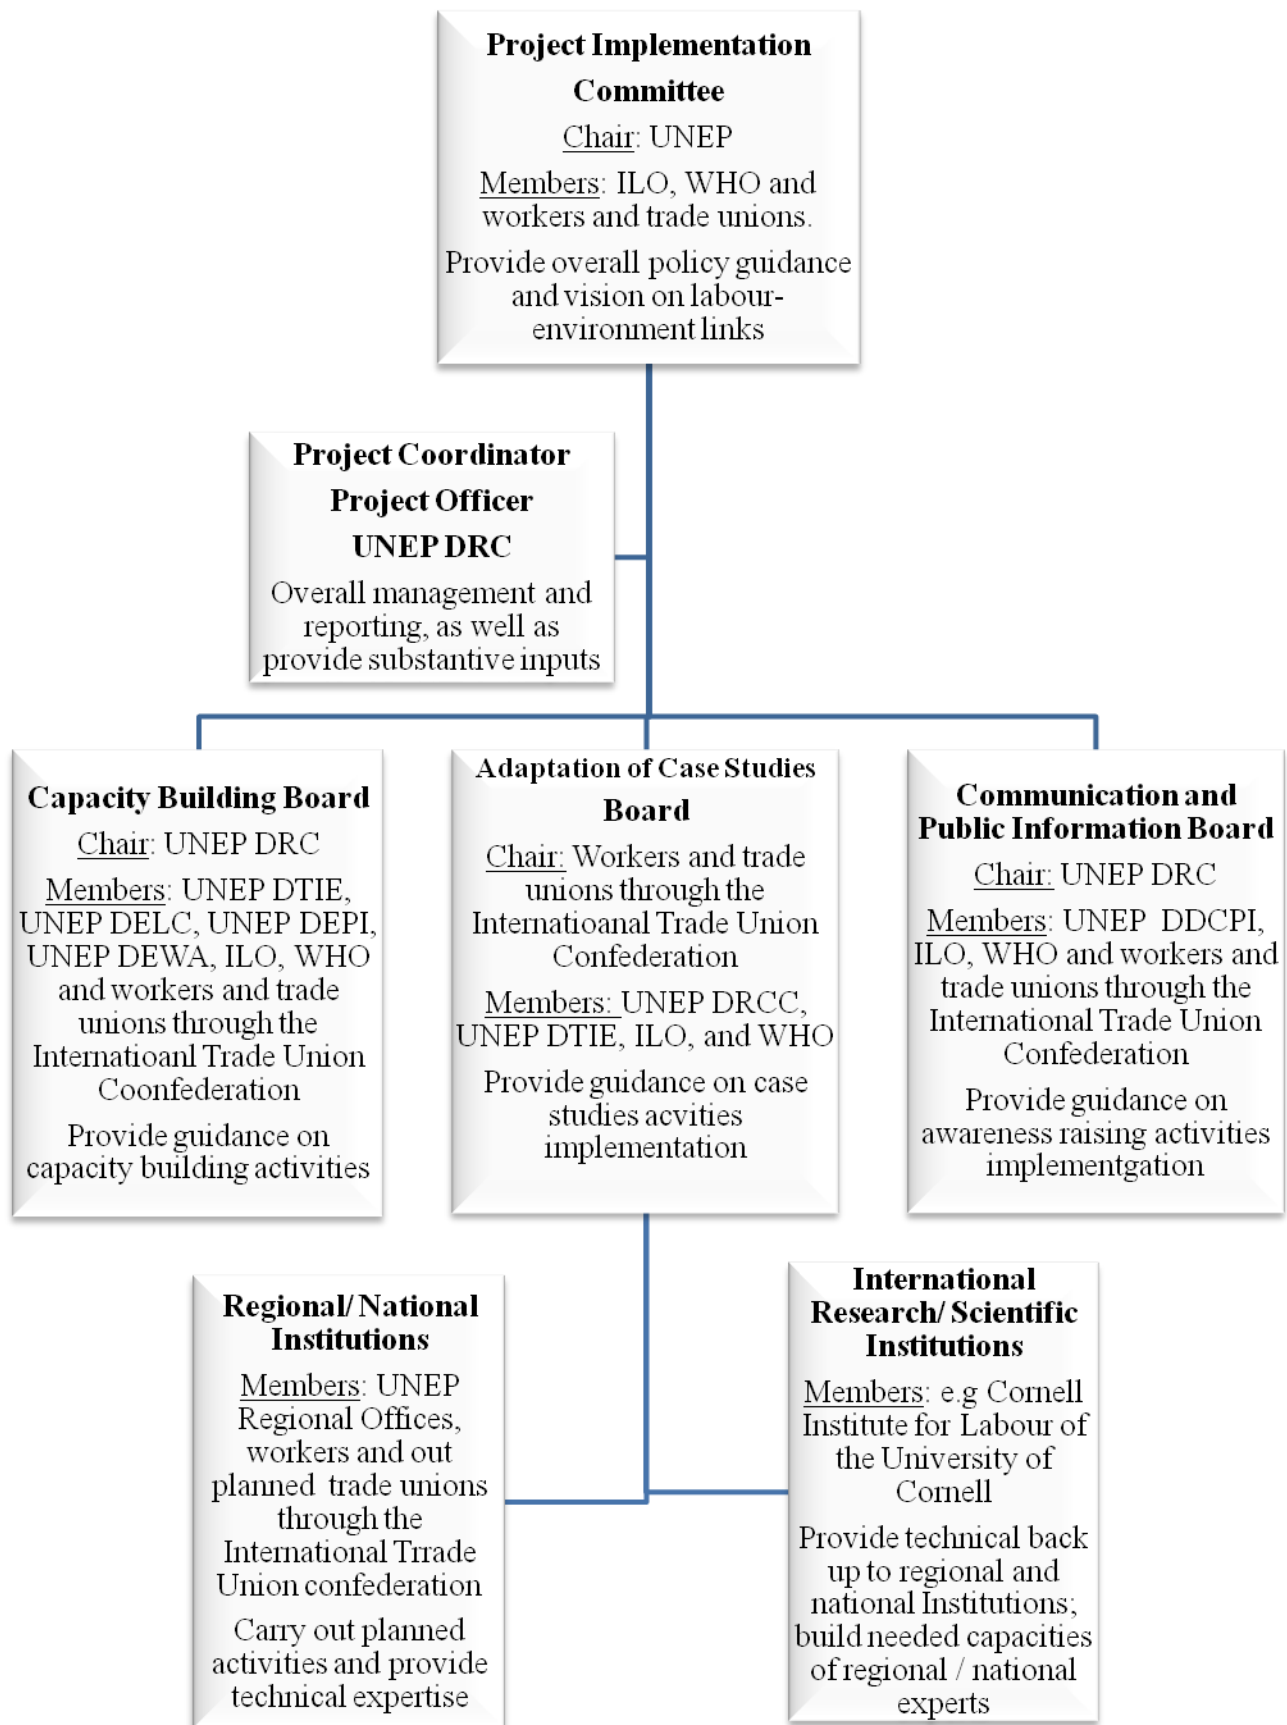 Project Implementation
Committee
Chair: UNEP
Members: ILO, WHO and
workers and trade unions.
Provide overall policy guidance
and vision on labour-
environment links
Project Coordinator
Project Officer
UNEP DRC
Overall management and
reporting, as well as
provide substantive inputs
Capacity Building Board
Chair: UNEP DRC
Members: UNEP DTIE,
UNEP DELC, UNEP DEPI,
UNEP DEWA, ILO, WHO
and workers and trade
unions through the
Internatioanl Trade Union
Coonfederation
Provide guidance on
capacity building activities
Adaptation of Case Studies
Board
Chair: Workers and trade
unions through the
Internatioanal Trade Union
Confederation
Members: UNEP DRCC,
UNEP DTIE, ILO, and WHO
Provide guidance on case
studies acvities
implementation
Communication and
Public Information Board
Chair: UNEP DRC
Members: UNEP DDCPI,
ILO, WHO and workers and
trade unions through the
International Trade Union
Confederation
Provide guidance on
awareness raising activities
implementgation
Regional/ National
Institutions
Members: UNEP
Regional Offices,
workers and out
planned trade unions
through the
International Trrade
Union confederation
Carry out planned
activities and provide
technical expertise
International
Research/ Scientific
Institutions
Members: e.g Cornell
Institute for Labour of
the University of
Cornell
Provide technical back
up to regional and
national Institutions;
build needed capacities
of regional / national
experts